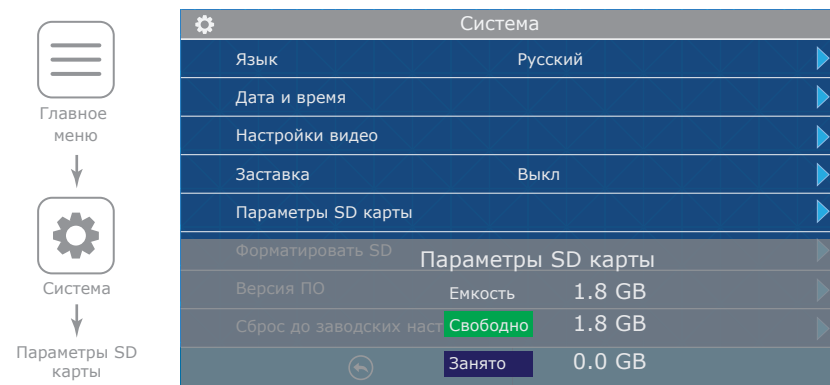 Главное
меню
Система
Параметры SD
карты
Система
Язык Русский
Дата и время
Настройки видео
Заставка Выкл
Параметры SD карты
Форматировать SD
Параметры SD карты
Версия ПО
Емкость 1.8 GB
Сброс до заводских наст
Свободно 1.8 GB
Занято 0.0 GB